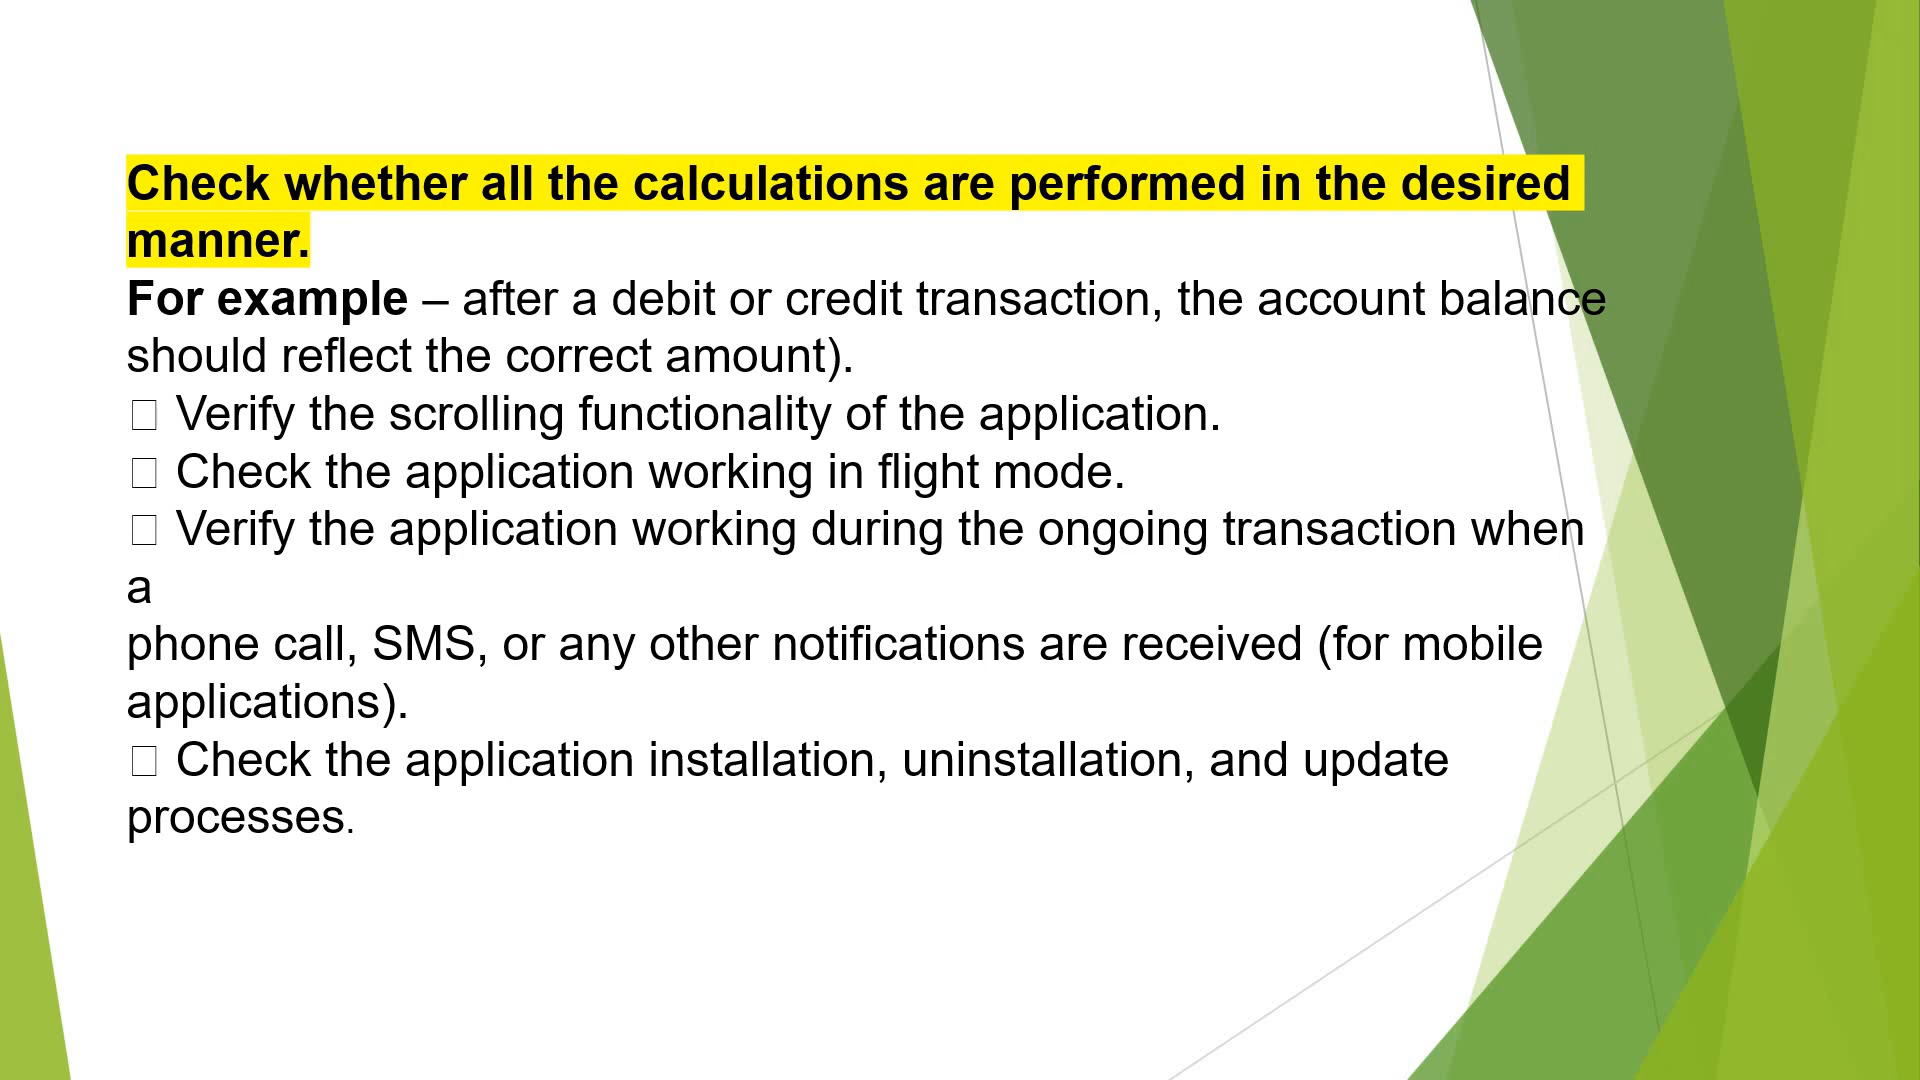 Check whether all the calculations are performed in the desired
manner.
For example – after a debit or credit transaction, the account balance
should reflect the correct amount).
 Verify the scrolling functionality of the application.
 Check the application working in flight mode.
 Verify the application working during the ongoing transaction when
a
phone call, SMS, or any other notifications are received (for mobile
applications).
 Check the application installation, uninstallation, and update
processes.